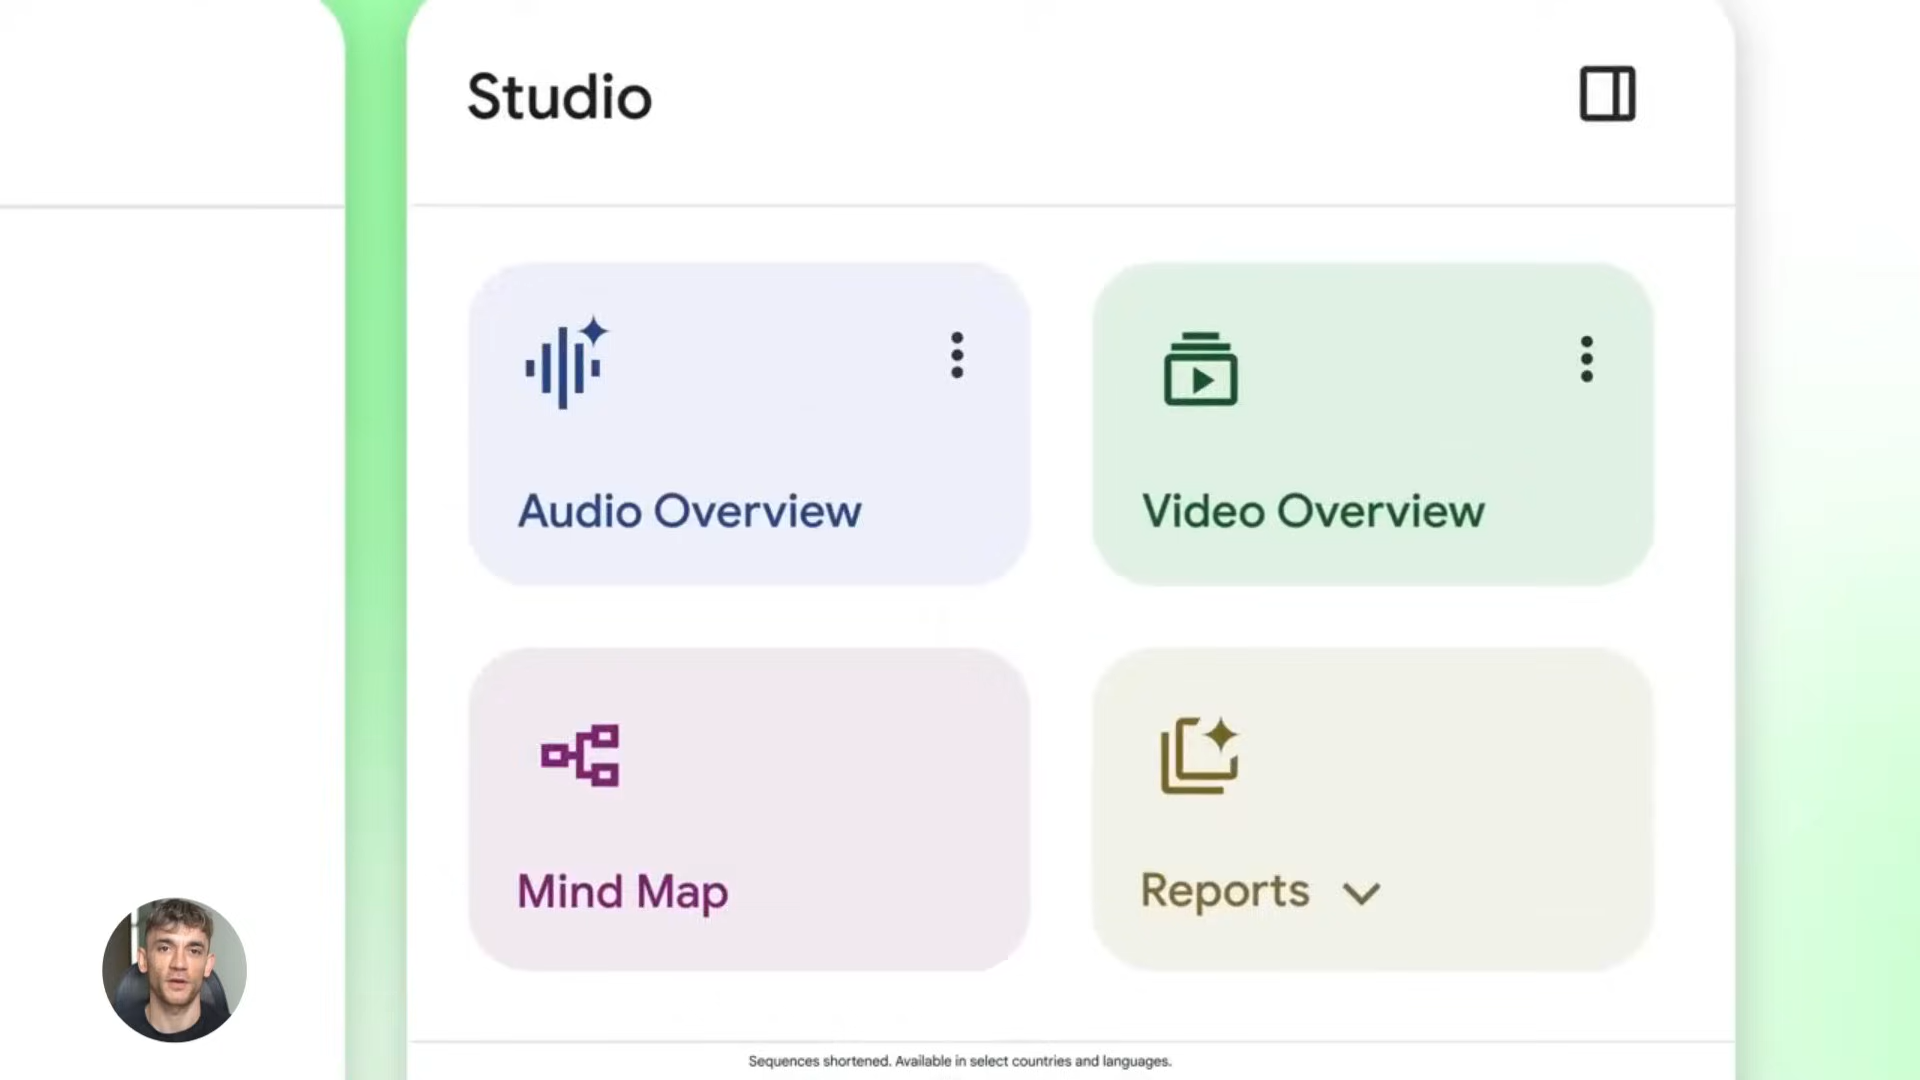 Studio
Audio Overview
Video Overview
Mind Map
Reports
Sequences shortened. Available in select countries and languages.